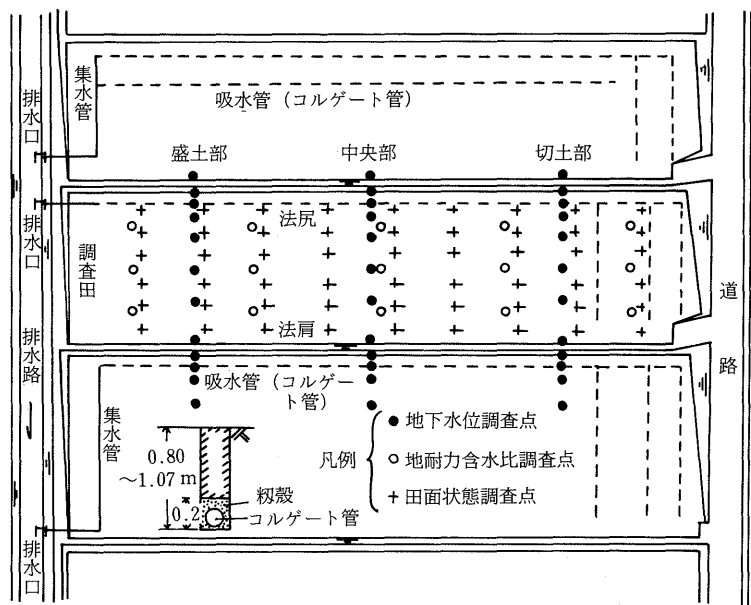 集水管
排水口
吸水管 (コルゲート管)
盛土部
中央部
切土部
排水口
調査田
法尻
法肩
道路
排水路
吸水管 (コルゲー
ト管)
集水管
0.80
〜1.07m
0.2
籾殻
コルゲート管
凡例
● 地下水位調査点
○ 地耐力含水比調査点
+ 田面状態調査点
排水口